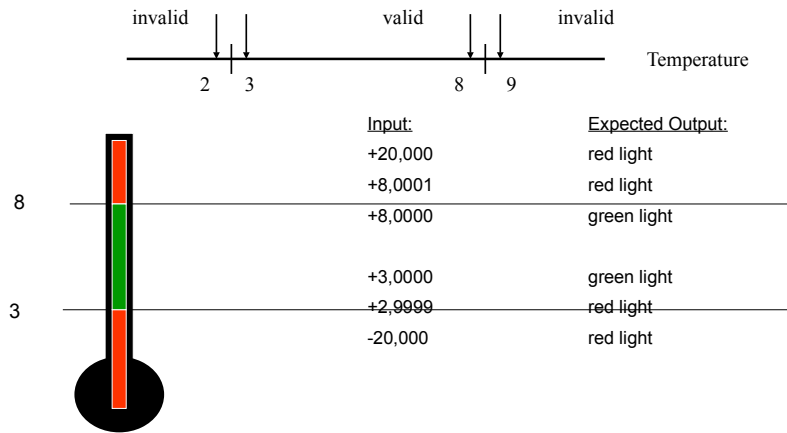 invalid valid invalid
2 3 8 9 Temperature
Input: Expected Output:
+20,000 red light
+8,0001 red light
8
+8,0000 green light
+3,0000 green light
3
+2,9999 red light
-20,000 red light